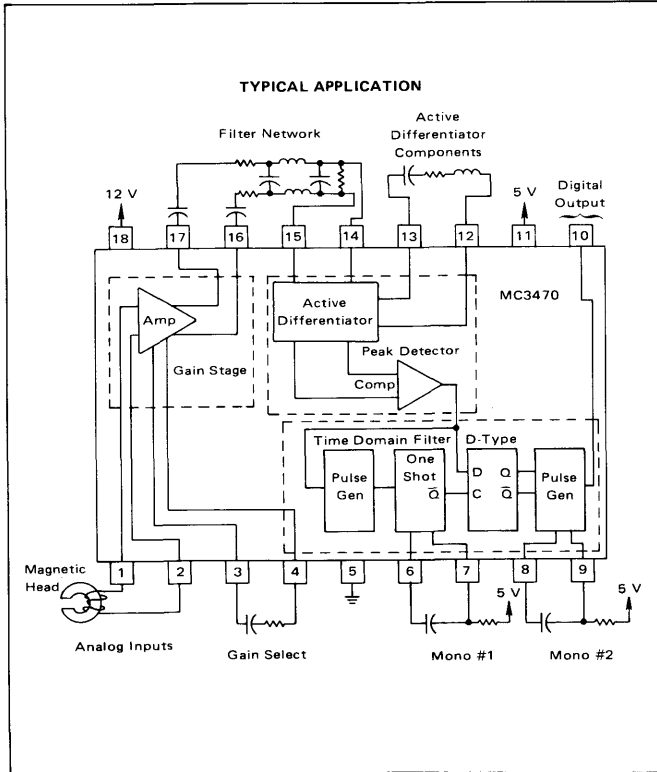 TYPICAL APPLICATION
Filter Network
Active
Differentiator
Components
12 V
5 V
Digital
Output
18 17 16 15 14 13 12 11 10
MC3470
Amp
Gain Stage
Active
Differentiator
Peak Detector
Comp
Time Domain Filter D-Type
Pulse
Gen
One
Shot
Q̅
D Q
C Q̅
Pulse
Gen
1 2 3 4 5 6 7 8 9
Magnetic
Head
5 V
5 V
Analog Inputs
Gain Select
Mono #1
Mono #2